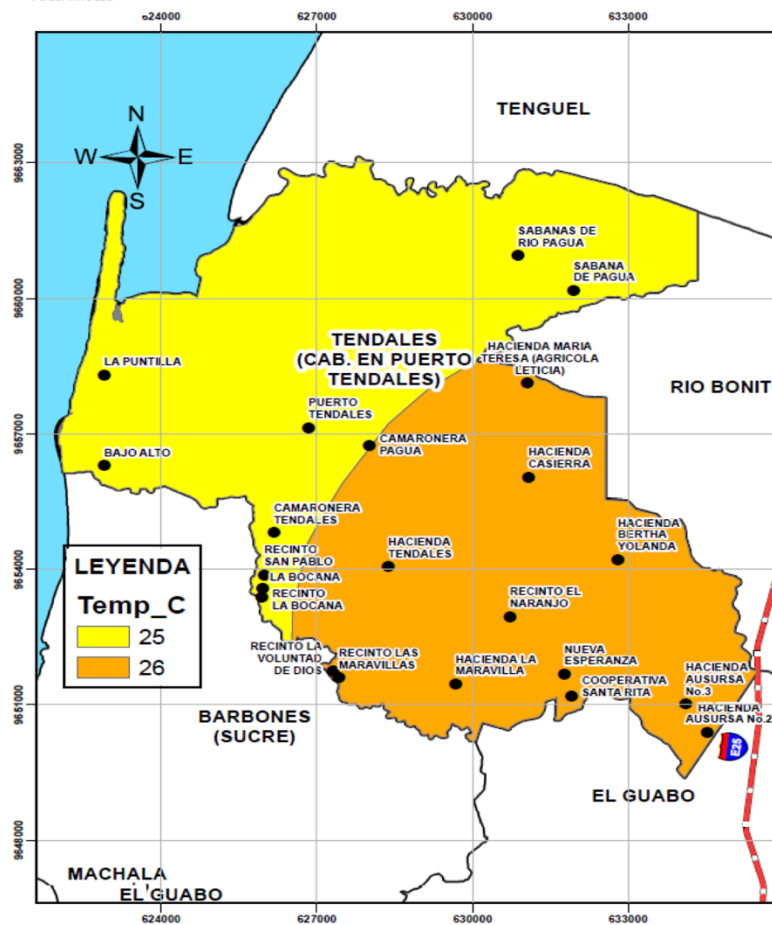 624000
627000
630000
633000
TENGUEL
N
W
E
S
9663000
SABANAS DE
RIO PAGUA
SABANA
DE PAGUA
9660000
TENDALES
(CAB. EN PUERTO
TENDALES)
HACIENDA MARIA
TERESA (AGRICOLA
LETICIA)
LA PUNTILLA
RIO BONIT
PUERTO
TENDALES
9657000
CAMARONERA
PAGUA
BAJO ALTO
HACIENDA
CASIERRA
CAMARONERA
TENDALES
HACIENDA
BERTHA
YOLANDA
HACIENDA
TENDALES
RECINTO
SAN PABLO
9654000
LA BOCANA
RECINTO
LA BOCANA
LEYENDA
Temp_C
25
26
RECINTO EL
NARANJO
RECINTO LA
VOLUNTAD
DE DIOS
RECINTO LAS
MARAVILLAS
HACIENDA LA
MARAVILLA
NUEVA
ESPERANZA
COOPERATIVA
SANTA RITA
HACIENDA
AUSURSA
No.3
9651000
HACIENDA
AUSURSA No.2
BARBONES
(SUCRE)
E25
EL GUABO
9648000
MACHALA
EL GUABO
624000
627000
630000
633000